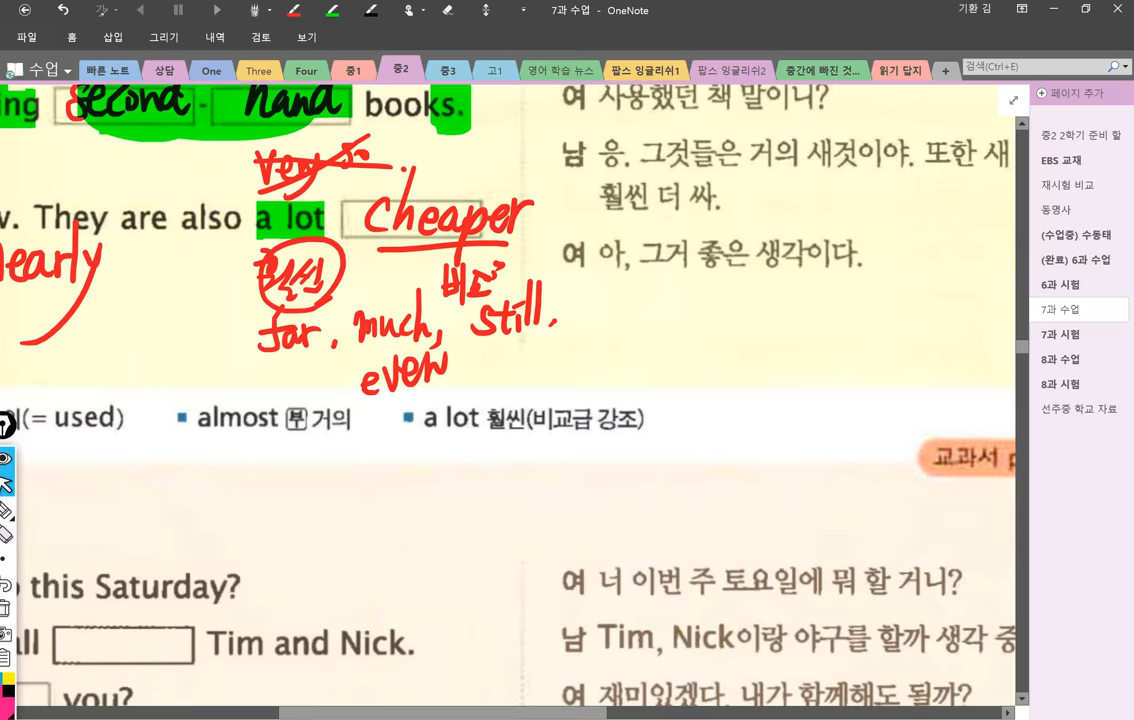 7과 수업 - OneNote
기환 김
파일 홈 삽입 그리기 내역 검토 보기
수업 빠른 노트 상담 One Three Four 중1 중2 중3 고1 영어 학습 뉴스 팝스 잉글리쉬1 팝스 잉글리쉬2 중간에 빠진 것... 읽기 답지 + 검색(Ctrl+E)
페이지 추가
중2 2학기 준비 할
EBS 교재
재시험 비교
동명사
(수업중) 수동태
(완료) 6과 수업
6과 시험
7과 수업
7과 시험
8과 수업
8과 시험
선주중 학교 자료
ing second - hand books.
very
w. They are also a lot cheaper
nearly 훨씬 비교
far, much, still,
even
여 사용했던 책 말이니?
남 응. 그것들은 거의 새것이야. 또한 새
훨씬 더 싸.
여 아, 그거 좋은 생각이다.
(= used) ▪ almost 부 거의 ▪ a lot 훨씬(비교급 강조)
교과서 p
this Saturday?
all Tim and Nick.
you?
여 너 이번 주 토요일에 뭐 할 거니?
남 Tim, Nick이랑 야구를 할까 생각 중
여 재미있겠다. 내가 함께해도 될까?